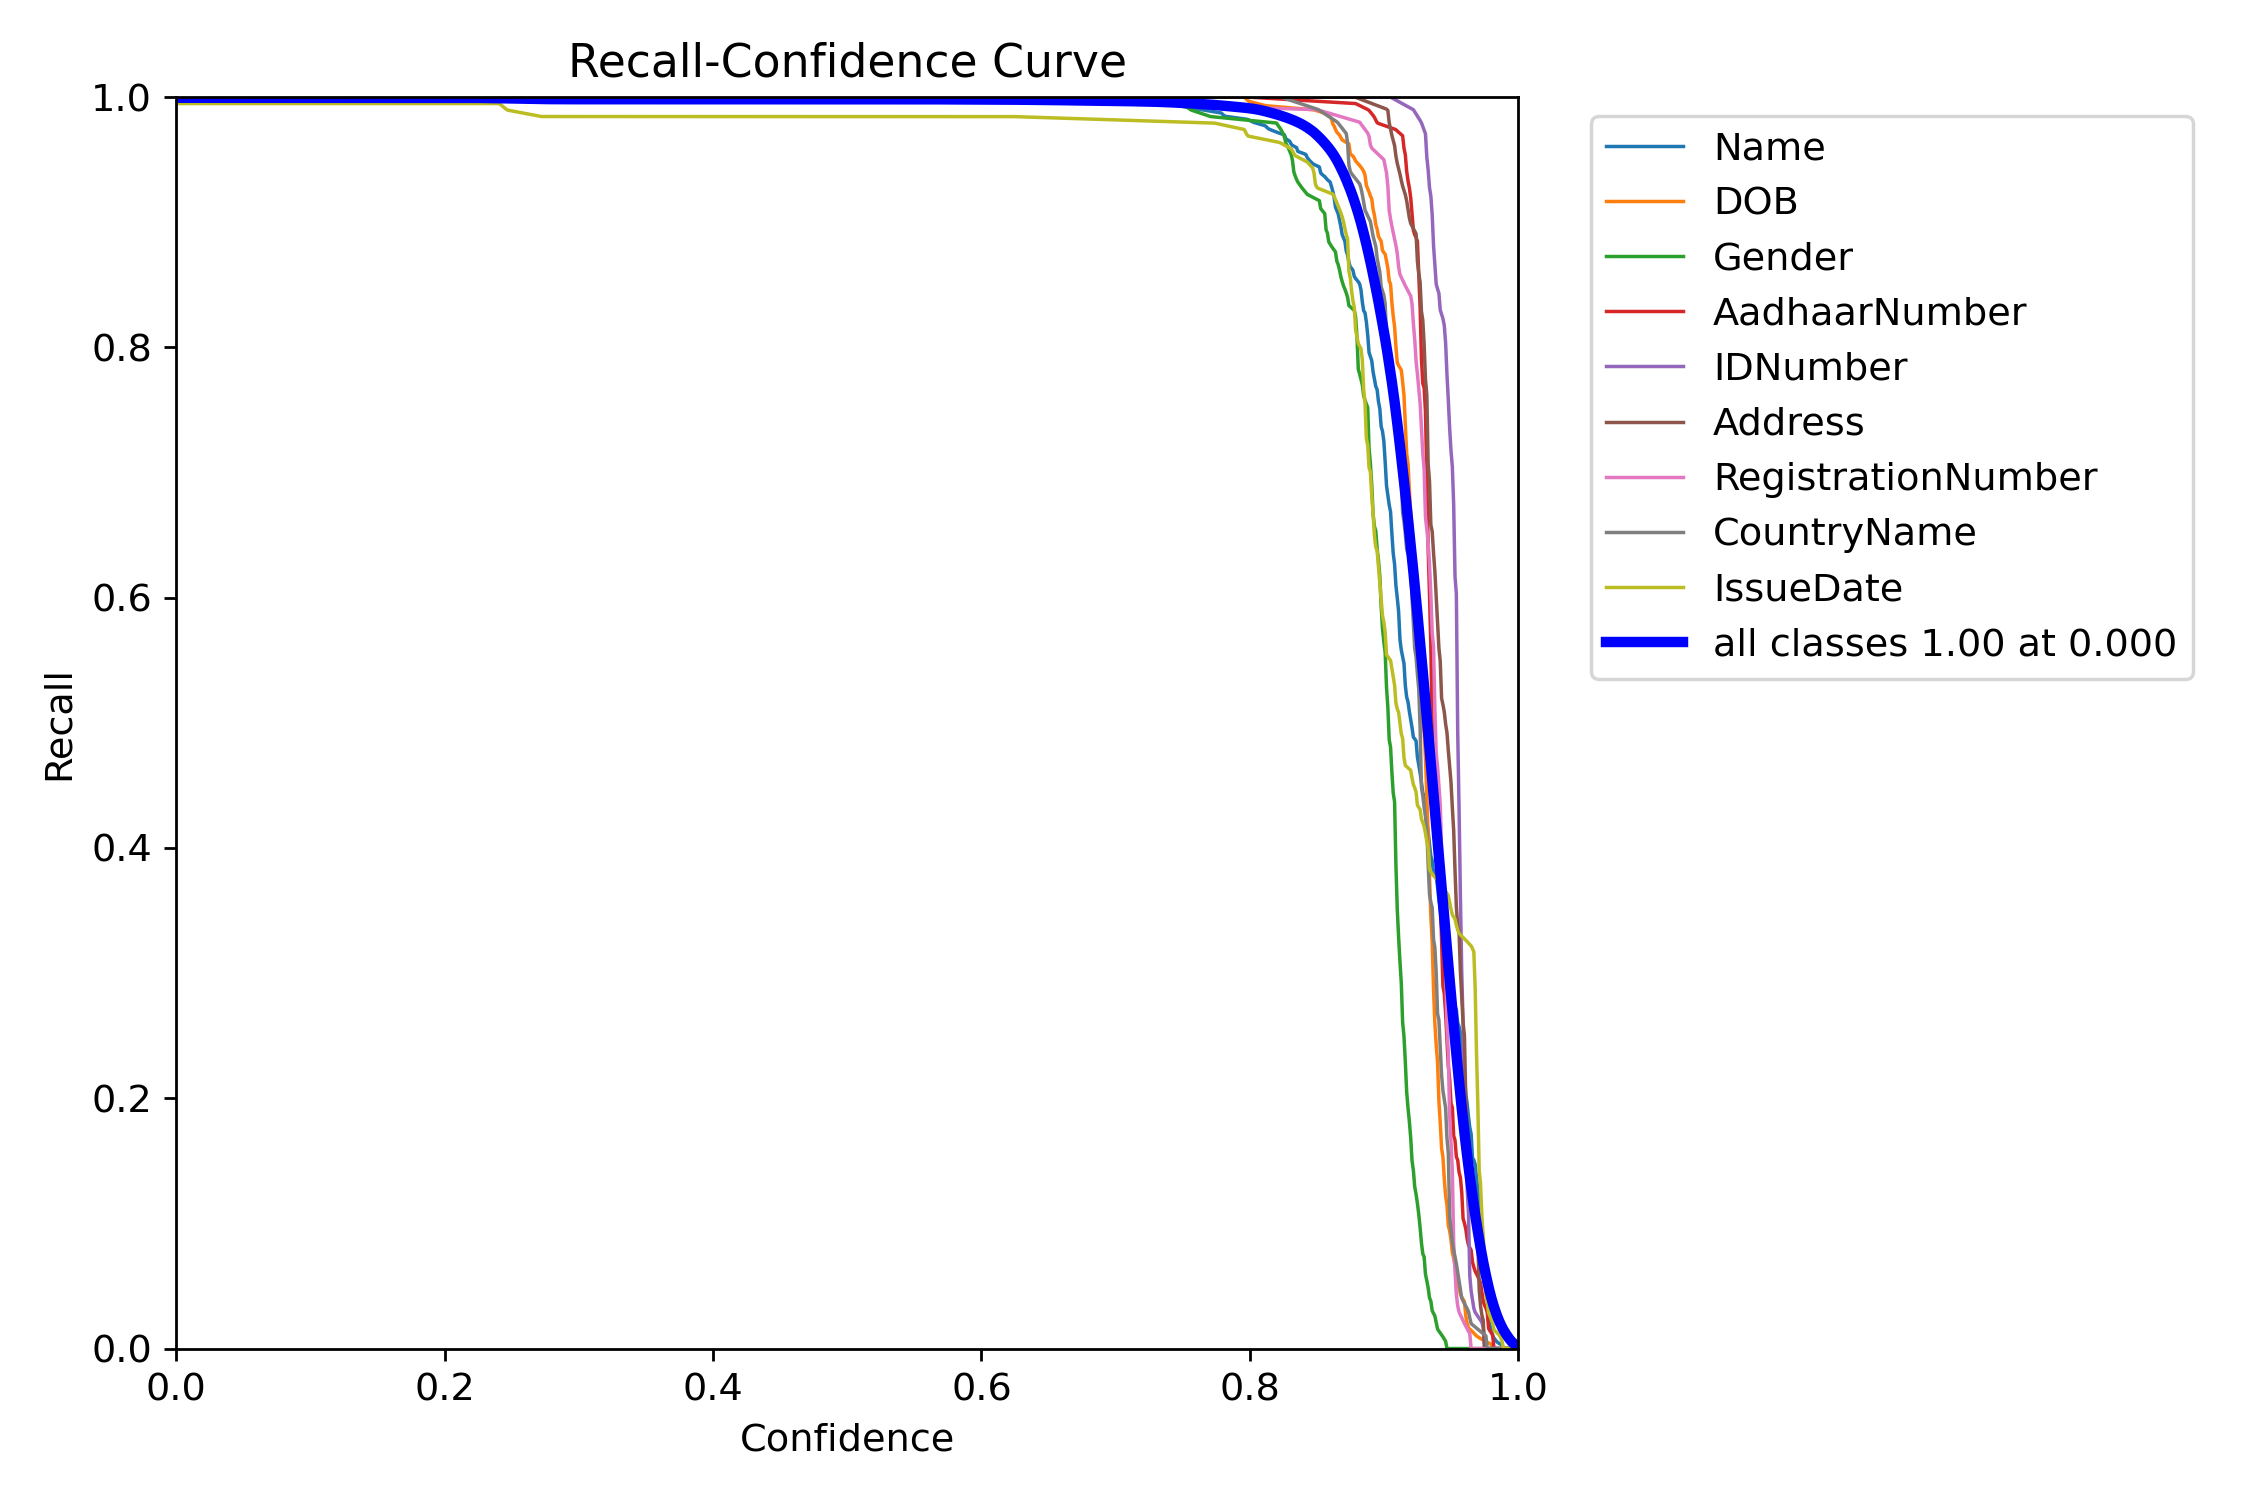 Recall-Confidence Curve
1.0
0.8
0.6
0.4
0.2
0.0
Recall
0.0 0.2 0.4 0.6 0.8 1.0
Confidence
Name
DOB
Gender
AadhaarNumber
IDNumber
Address
RegistrationNumber
CountryName
IssueDate
all classes 1.00 at 0.000